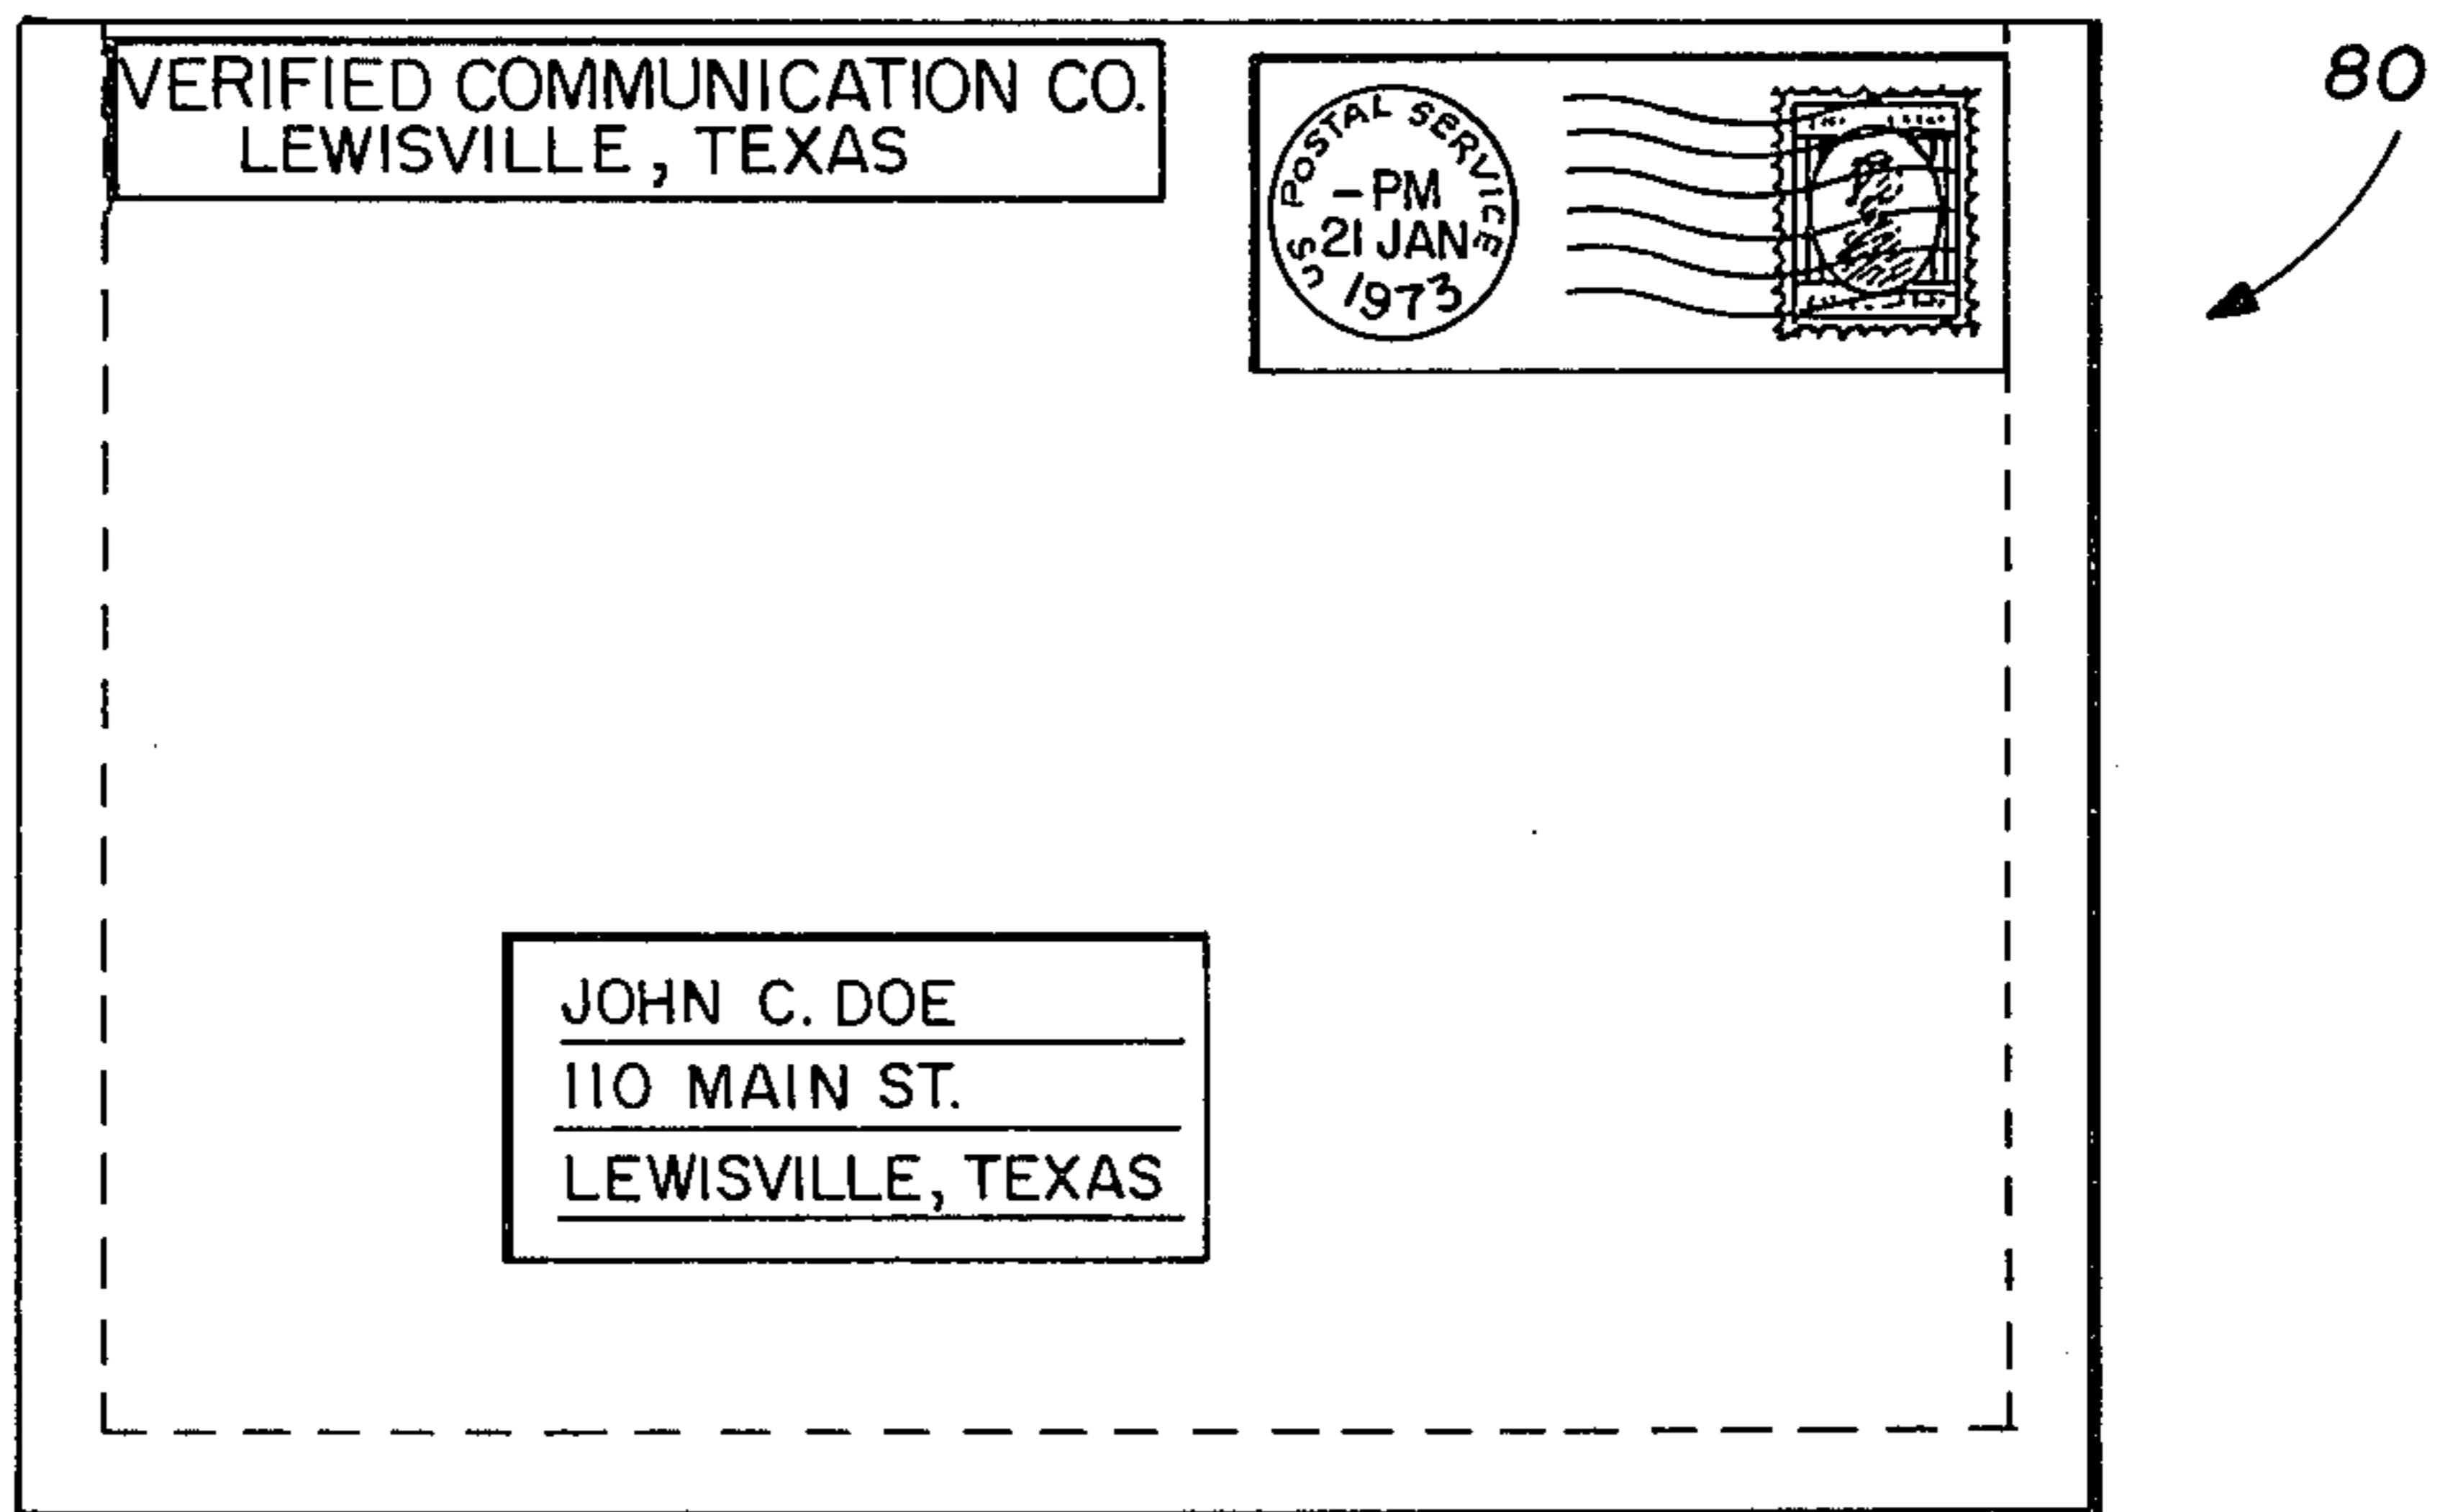 VERIFIED COMMUNICATION CO.
LEWISVILLE, TEXAS
US POSTAL SERVICE
-PM
21 JAN
1973
80
JOHN C. DOE
110 MAIN ST.
LEWISVILLE, TEXAS